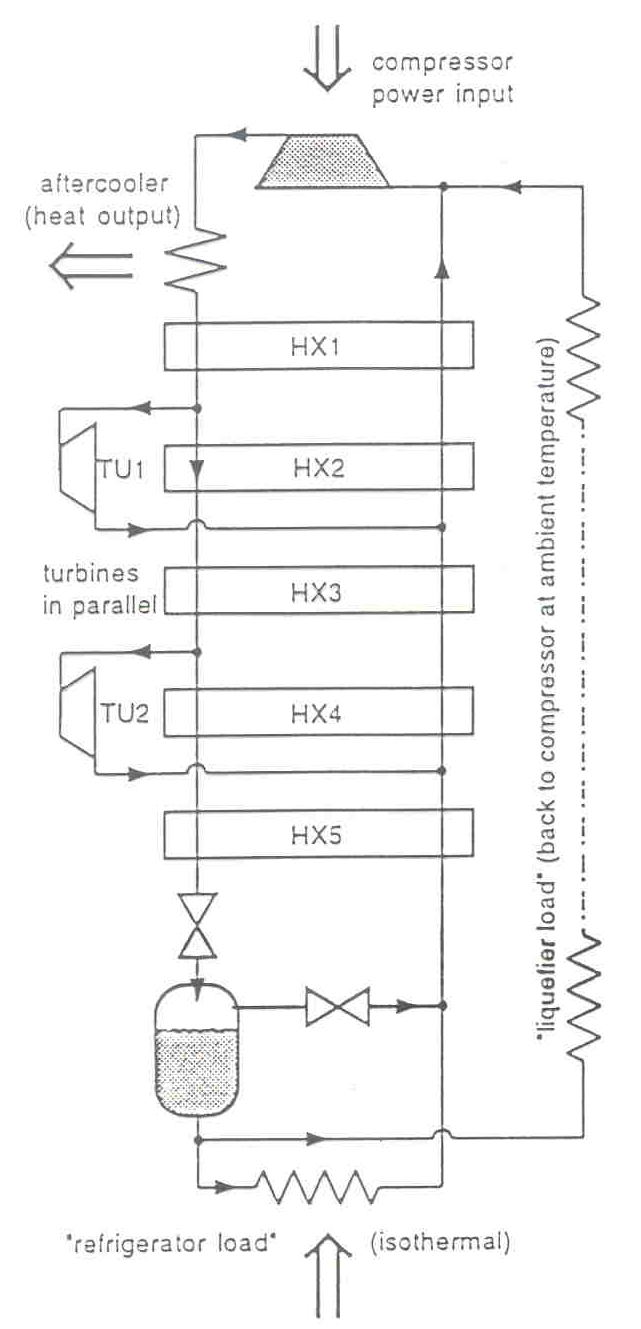 compressor
power input
aftercooler
(heat output)
HX1
TU1
HX2
turbines
in parallel
HX3
TU2
HX4
HX5
"liquefier load" (back to compressor at ambient temperature)
"refrigerator load" (isothermal)